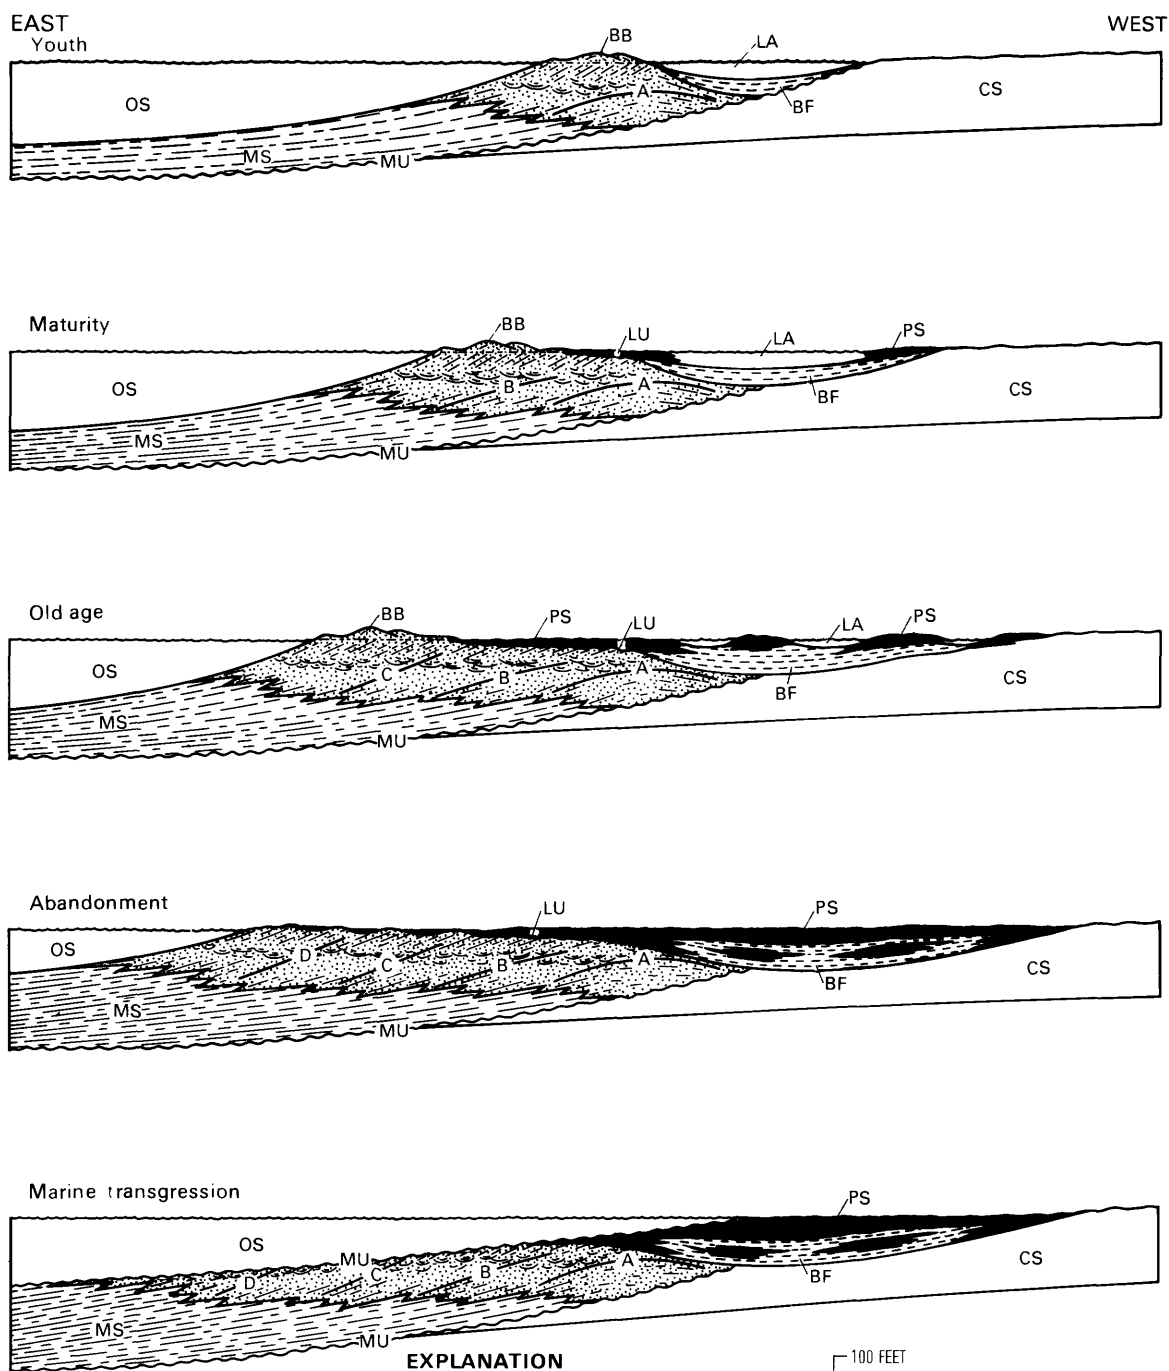 EAST WEST
Youth
BB
LA
A
OS
BF
CS
MS
MU
Maturity
BB
LU
PS
LA
OS
B
A
BF
CS
MS
MU
Old age
BB
PS
LU
LA
PS
OS
C
B
A
BF
CS
MS
MU
Abandonment
LU
PS
OS
D
C
B
A
BF
CS
MS
MU
Marine transgression
PS
OS
MU
D
C
B
A
BF
CS
MS
MU
EXPLANATION
100 FEET